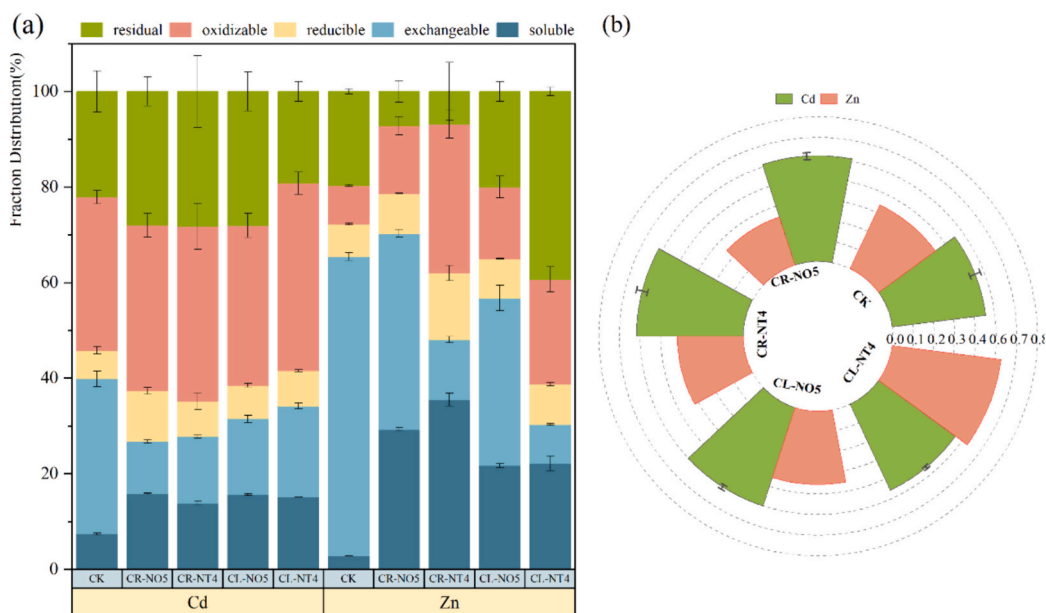 (a)
residual oxidizable reducible exchangeable soluble
Fraction Distribution(%)
100
80
60
40
20
0
CK CR-NO5 CR-NT4 CL-NO5 CL-NT4 CK CR-NO5 CR-NT4 CL-NO5 CL-NT4
Cd Zn
(b)
Cd Zn
CR-NO5
CK
CR-NT4
CL-NO5
CL-NT4
0.0 0.1 0.2 0.3 0.4 0.5 0.6 0.7 0.8